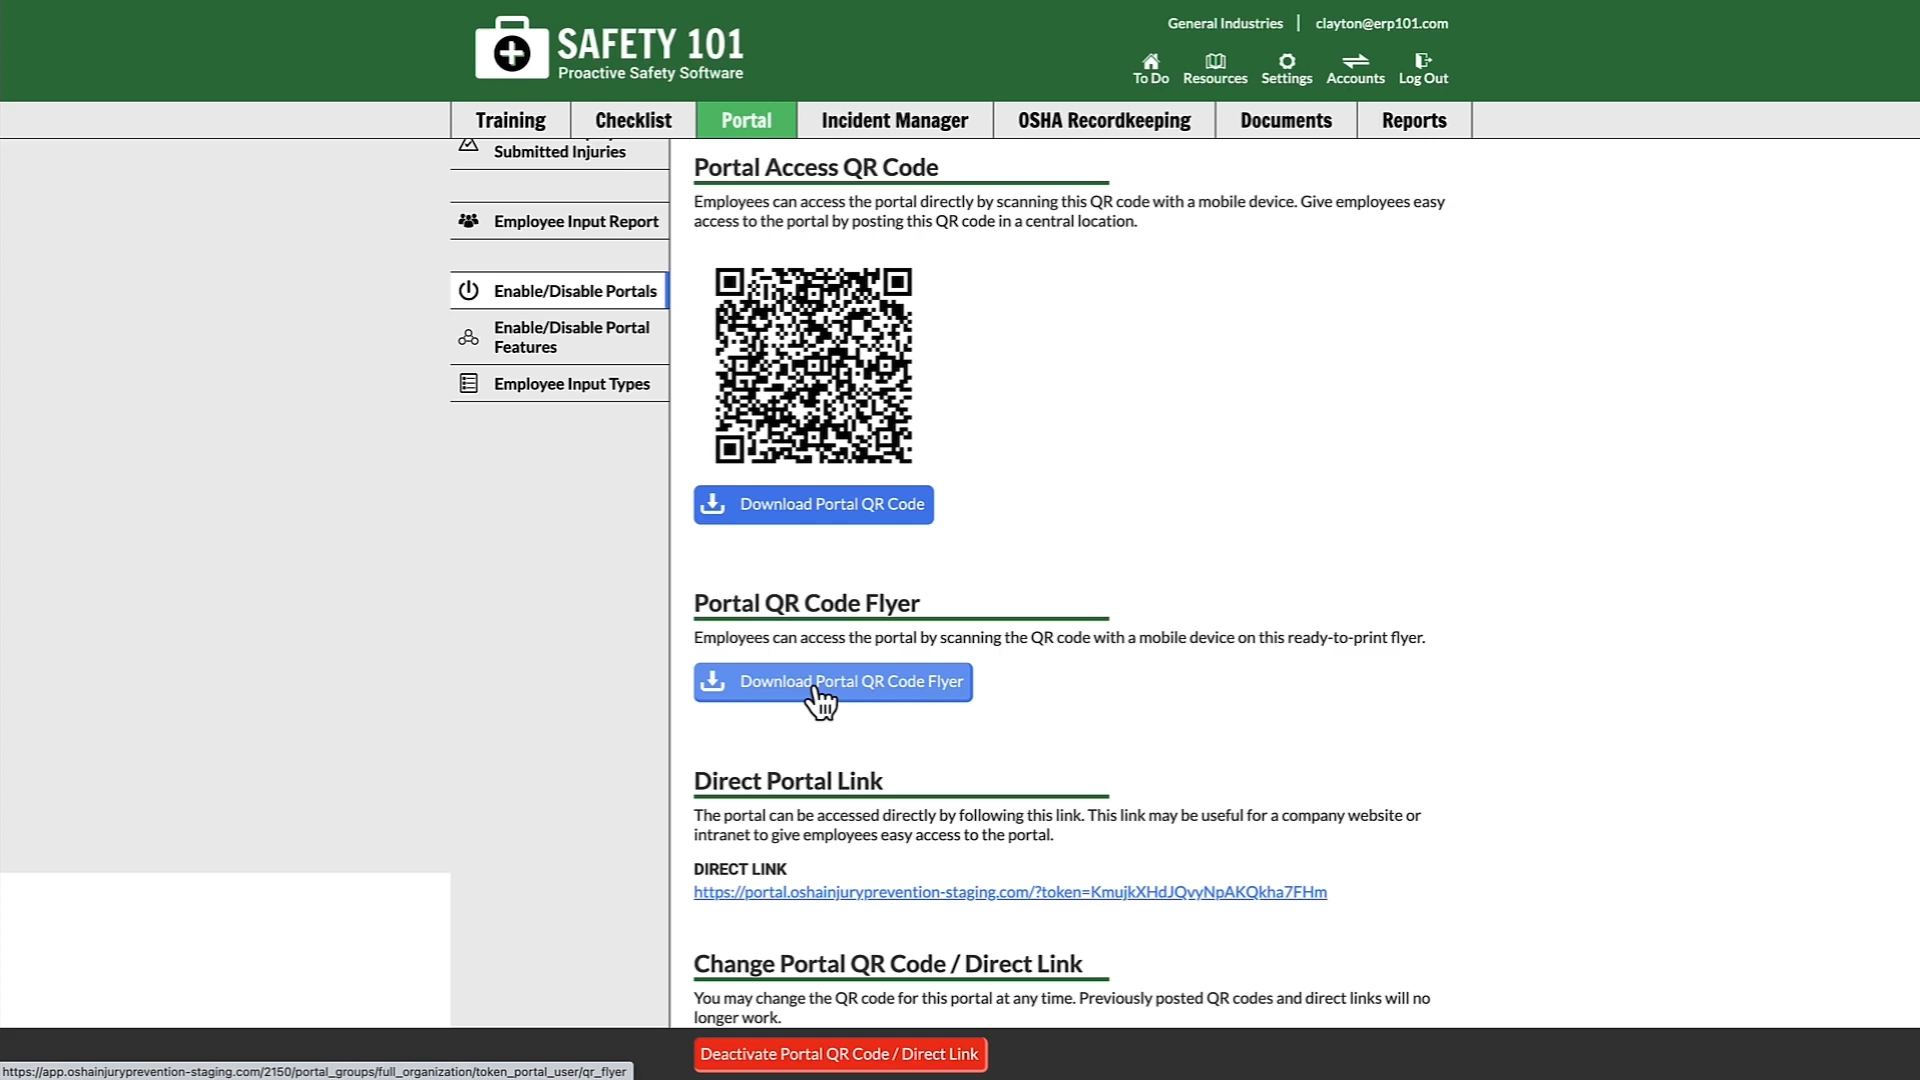 SAFETY 101
Proactive Safety Software
General Industries | clayton@erp101.com
To Do
Resources
Settings
Accounts
Log Out
Training
Checklist
Portal
Incident Manager
OSHA Recordkeeping
Documents
Reports
Submitted Injuries
Employee Input Report
Enable/Disable Portals
Enable/Disable Portal
Features
Employee Input Types
Portal Access QR Code
Employees can access the portal directly by scanning this QR code with a mobile device. Give employees easy
access to the portal by posting this QR code in a central location.
Download Portal QR Code
Portal QR Code Flyer
Employees can access the portal by scanning the QR code with a mobile device on this ready-to-print flyer.
Download Portal QR Code Flyer
Direct Portal Link
The portal can be accessed directly by following this link. This link may be useful for a company website or
intranet to give employees easy access to the portal.
DIRECT LINK
https://portal.oshainjuryprevention-staging.com/?token=KmujkXHdJQvyNpAKQkha7FHm
Change Portal QR Code / Direct Link
You may change the QR code for this portal at any time. Previously posted QR codes and direct links will no
longer work.
Deactivate Portal QR Code / Direct Link
https://app.oshainjuryprevention-staging.com/2150/portal_groups/full_organization/token_portal_user/qr_flyer